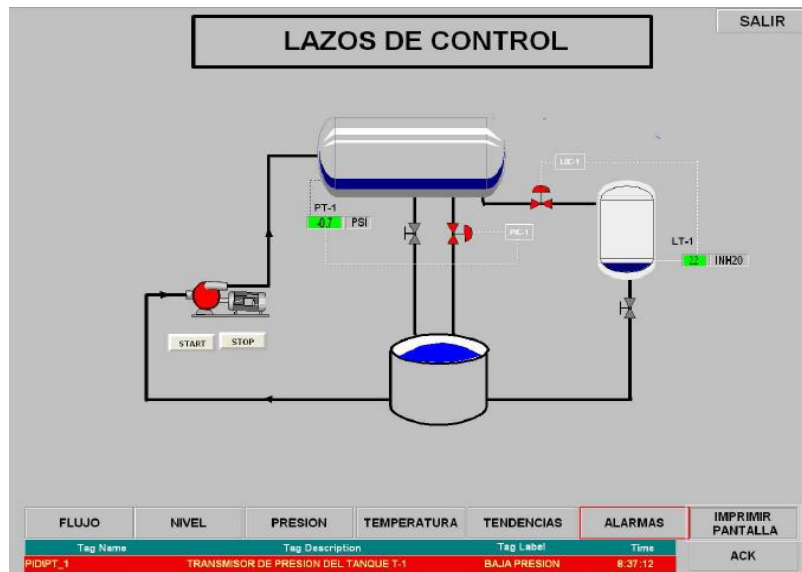 SALIR
LAZOS DE CONTROL
LIC-1
PT-1
-0.7 PSI
PIC-1
LT-1
22 INH20
START STOP
FLUJO NIVEL PRESION TEMPERATURA TENDENCIAS ALARMAS IMPRIMIR PANTALLA
Tag Name Tag Description Tag Label Time
PIDIPT_1 TRANSMISOR DE PRESION DEL TANQUE T-1 BAJA PRESION 8:37:12
ACK